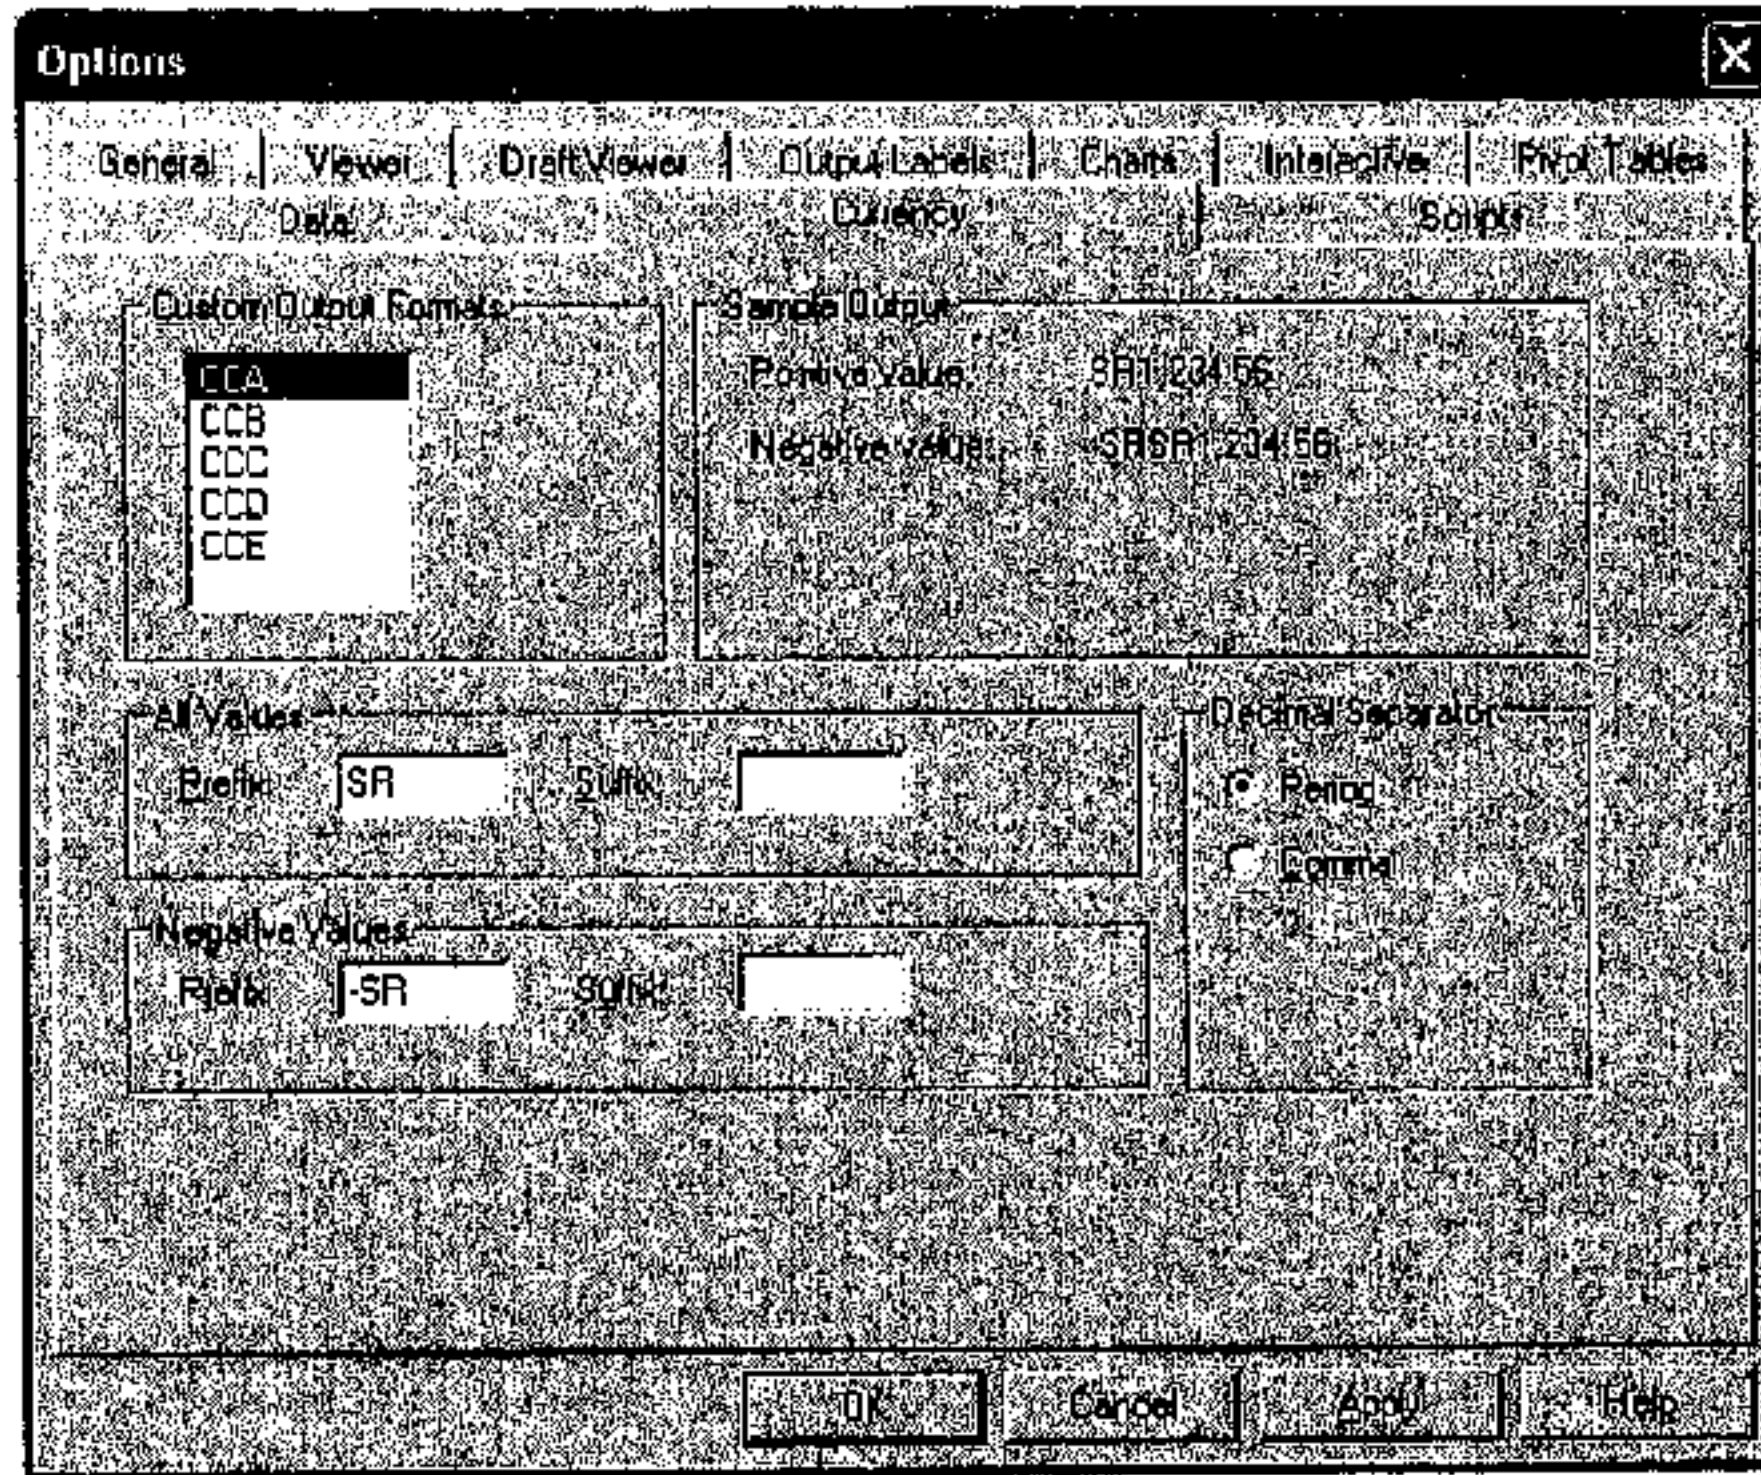 Options
General Viewer Draft Viewer Output Labels Charts Interactive Pivot Tables
Data Currency Scripts
Custom Output Formats
CCA
CCB
CCC
CCD
CCE
Sample Output
Positive value: SR1,234.56
Negative value: -SRSR1,234.56
All Values
Prefix: SR Suffix:
Decimal Separator
Period
Comma
Negative Values
Prefix: -SR Suffix:
OK Cancel Apply Help